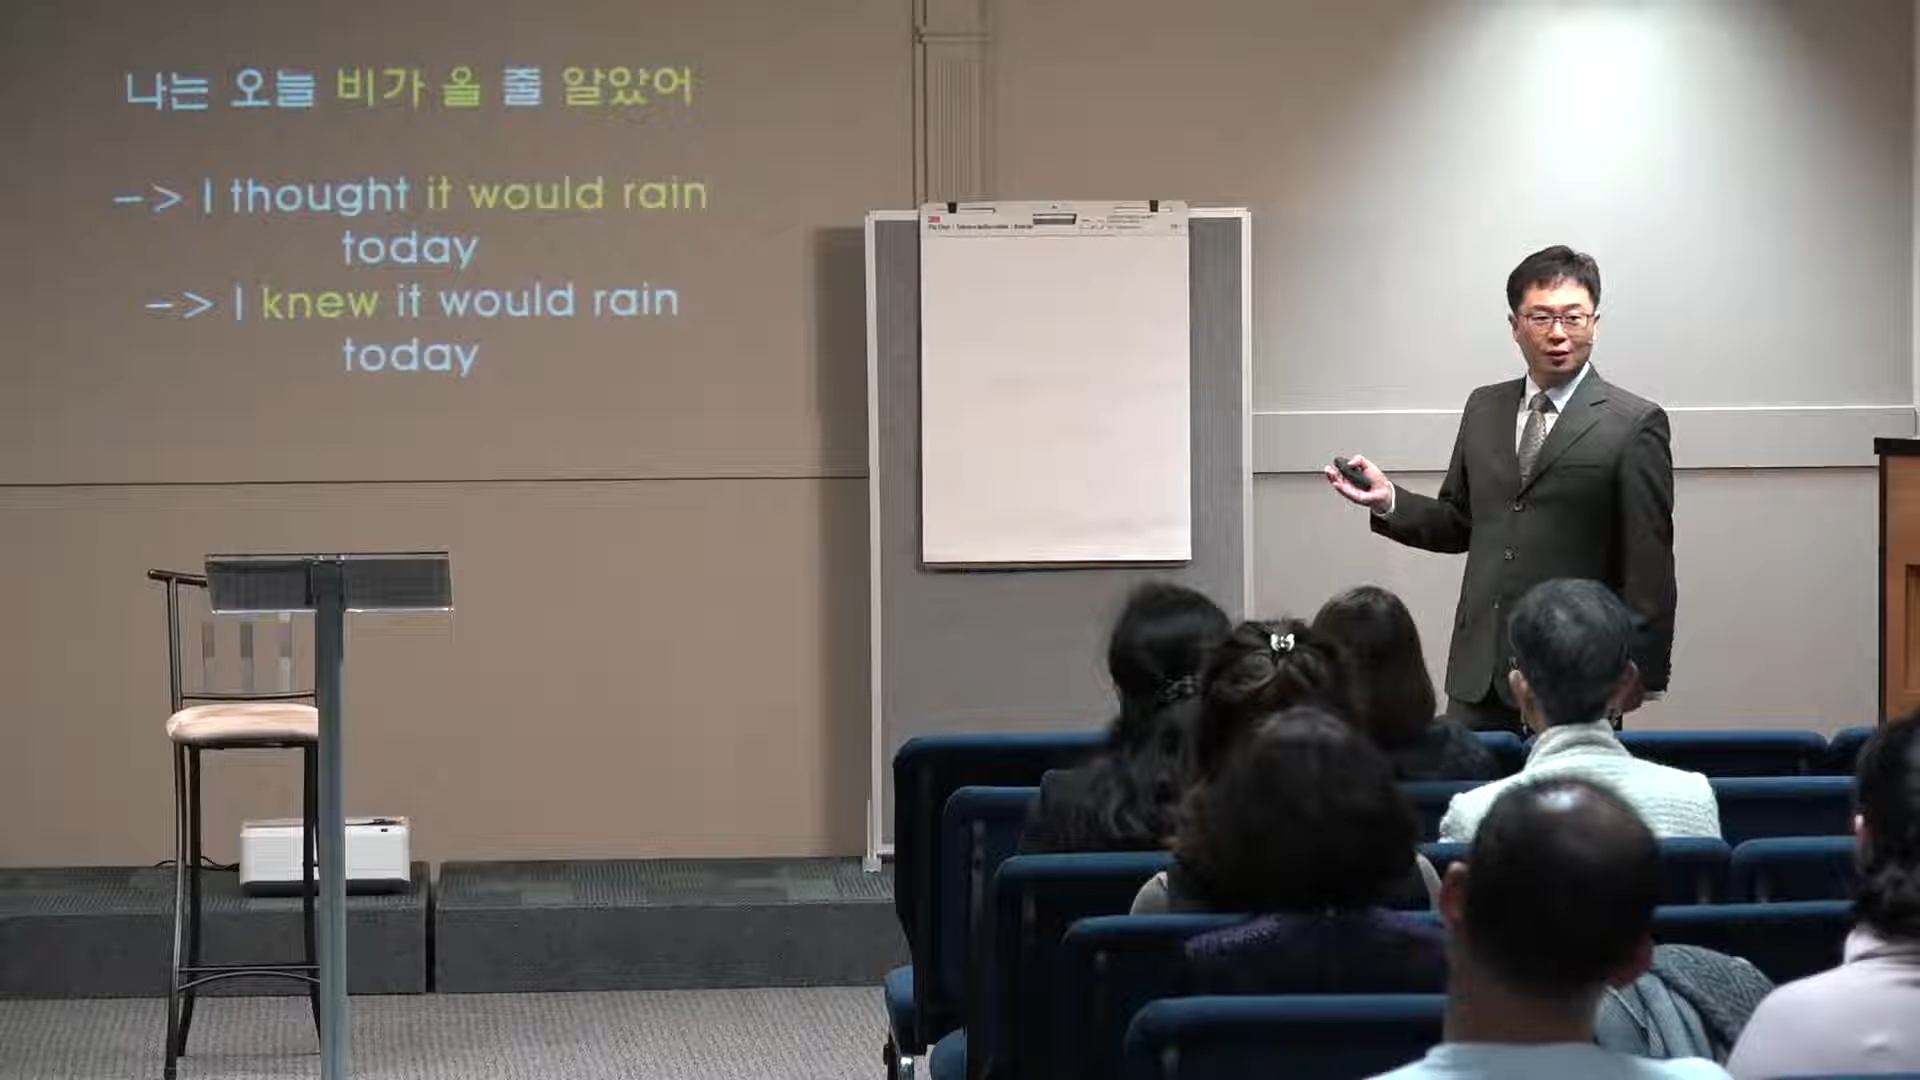 나는 오늘 비가 올 줄 알았어
-> I thought it would rain
today
-> I knew it would rain
today
3M